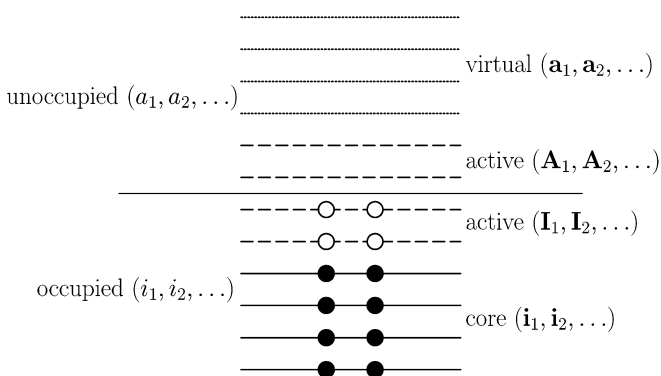 virtual (𝐚₁, 𝐚₂, …)
unoccupied (a₁, a₂, …)
active (𝐀₁, 𝐀₂, …)
active (𝐈₁, 𝐈₂, …)
occupied (i₁, i₂, …)
core (𝐢₁, 𝐢₂, …)